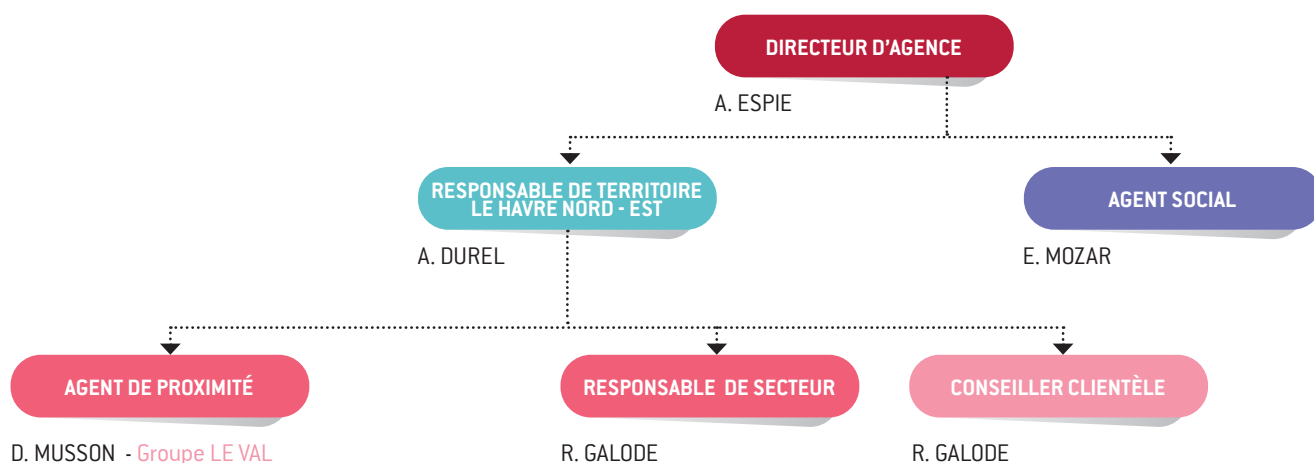 DIRECTEUR D'AGENCE
A. ESPIE
RESPONSABLE DE TERRITOIRE
LE HAVRE NORD - EST
A. DUREL
AGENT SOCIAL
E. MOZAR
AGENT DE PROXIMITÉ
D. MUSSON - Groupe LE VAL
RESPONSABLE DE SECTEUR
R. GALODE
CONSEILLER CLIENTÈLE
R. GALODE